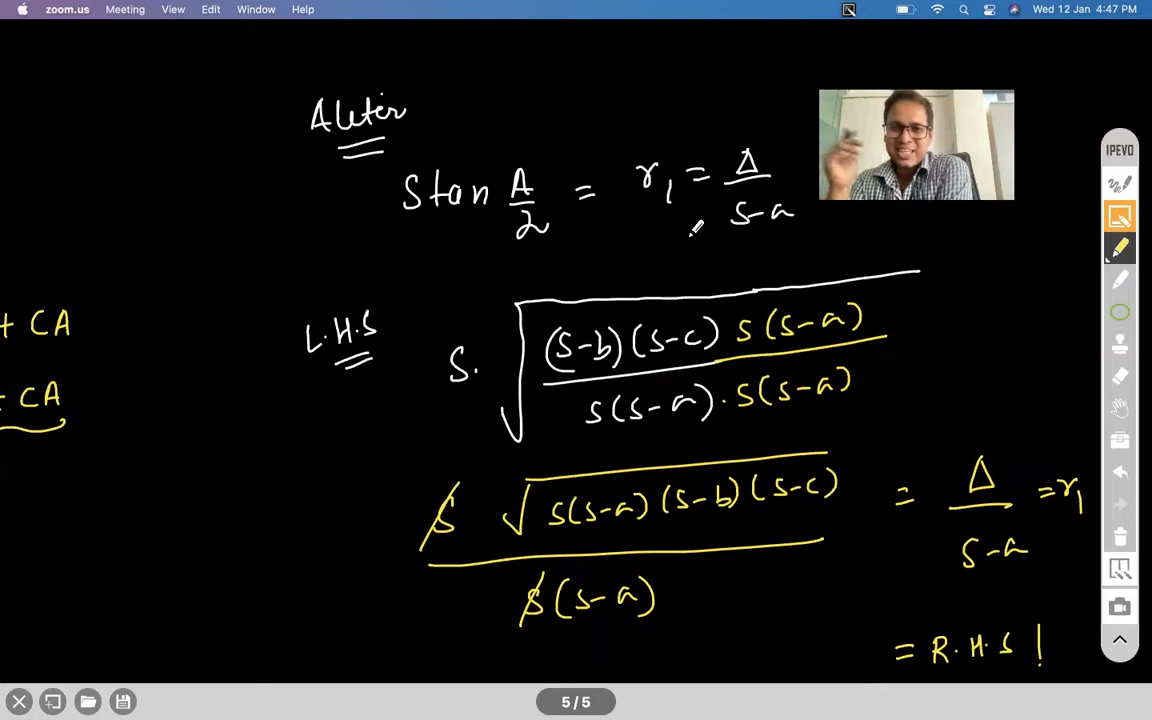 zoom.us Meeting View Edit Window Help Wed 12 Jan 4:47 PM
Aleter
IPEVO
S tan A/2 = r₁ = Δ/s-a
+ CA
+ CA
L.H.S S. √((s-b)(s-c) s(s-a) / s(s-a) · s(s-a))
S √(s(s-a)(s-b)(s-c)) / s(s-a) = Δ/s-a = r₁
= R.H.S !
5/5